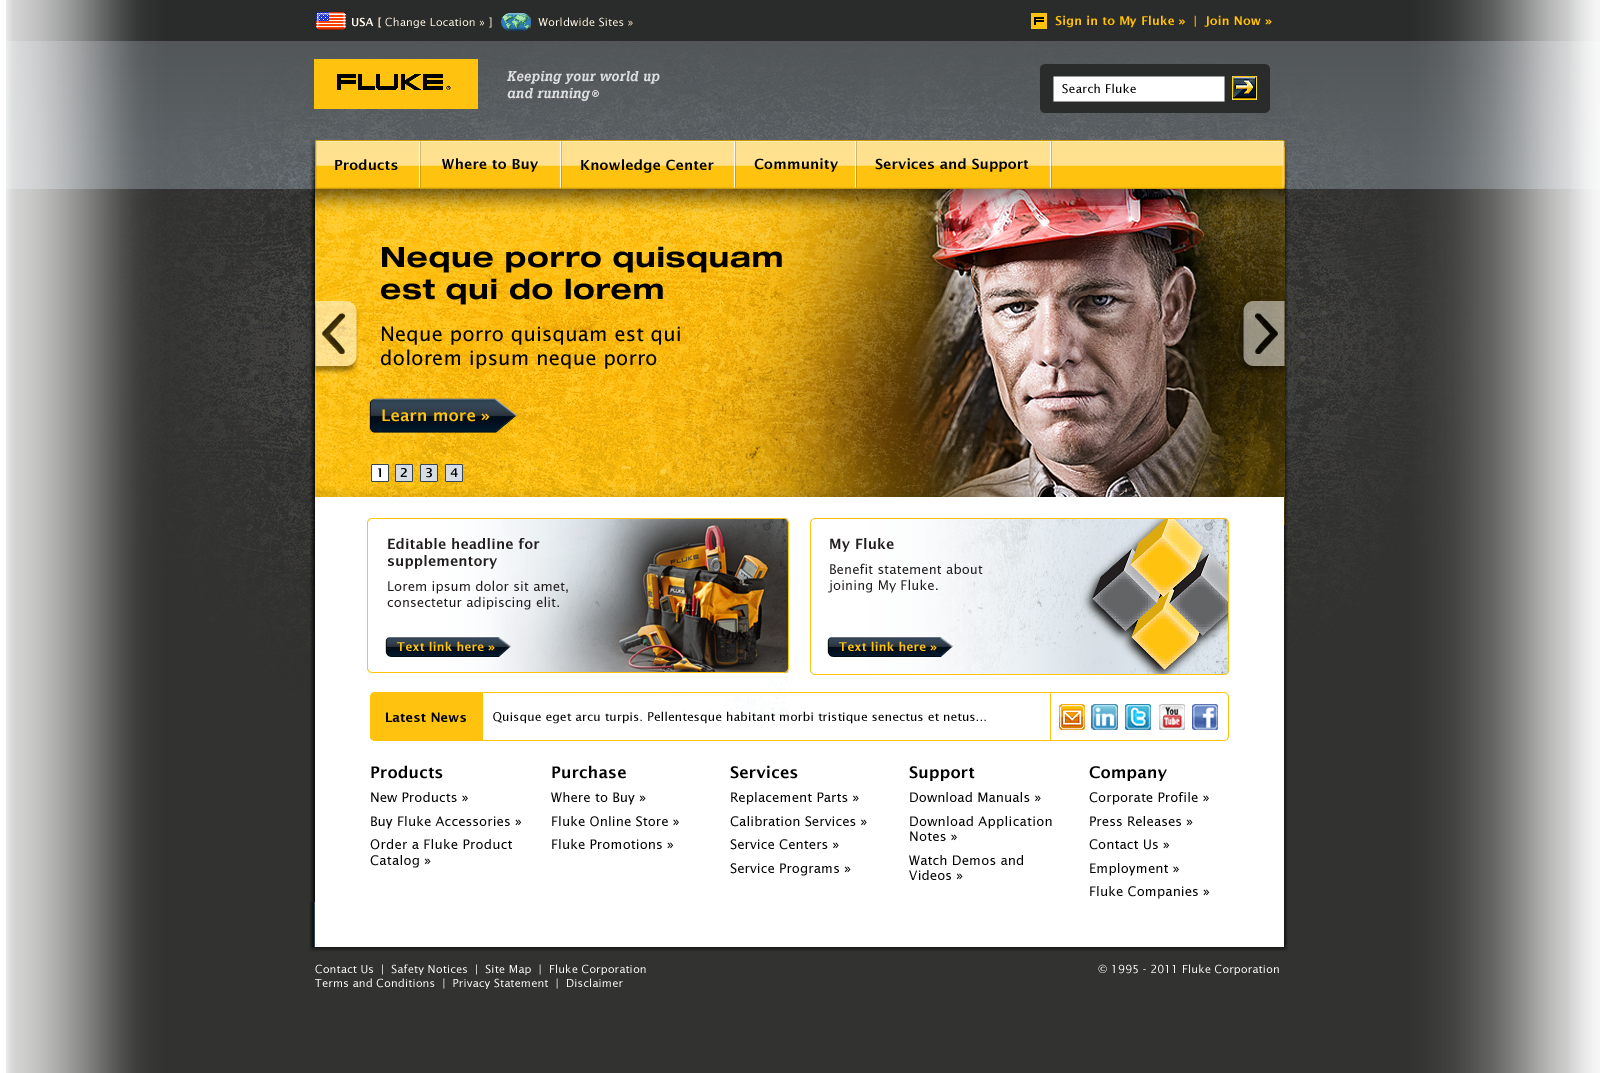 USA [ Change Location » ] Worldwide Sites »
F Sign in to My Fluke » | Join Now »
FLUKE®
Keeping your world up
and running®
Search Fluke
Products Where to Buy Knowledge Center Community Services and Support
Neque porro quisquam
est qui do lorem
Neque porro quisquam est qui
dolorem ipsum neque porro
Learn more »
1 2 3 4
Editable headline for
supplementory
Lorem ipsum dolor sit amet,
consectetur adipiscing elit.
Text link here »
FLUKE
FLUKE
My Fluke
Benefit statement about
joining My Fluke.
Text link here »
Latest News Quisque eget arcu turpis. Pellentesque habitant morbi tristique senectus et netus...
in t You Tube f
Products
New Products »
Buy Fluke Accessories »
Order a Fluke Product
Catalog »
Purchase
Where to Buy »
Fluke Online Store »
Fluke Promotions »
Services
Replacement Parts »
Calibration Services »
Service Centers »
Service Programs »
Support
Download Manuals »
Download Application
Notes »
Watch Demos and
Videos »
Company
Corporate Profile »
Press Releases »
Contact Us »
Employment »
Fluke Companies »
Contact Us | Safety Notices | Site Map | Fluke Corporation
Terms and Conditions | Privacy Statement | Disclaimer
© 1995 - 2011 Fluke Corporation